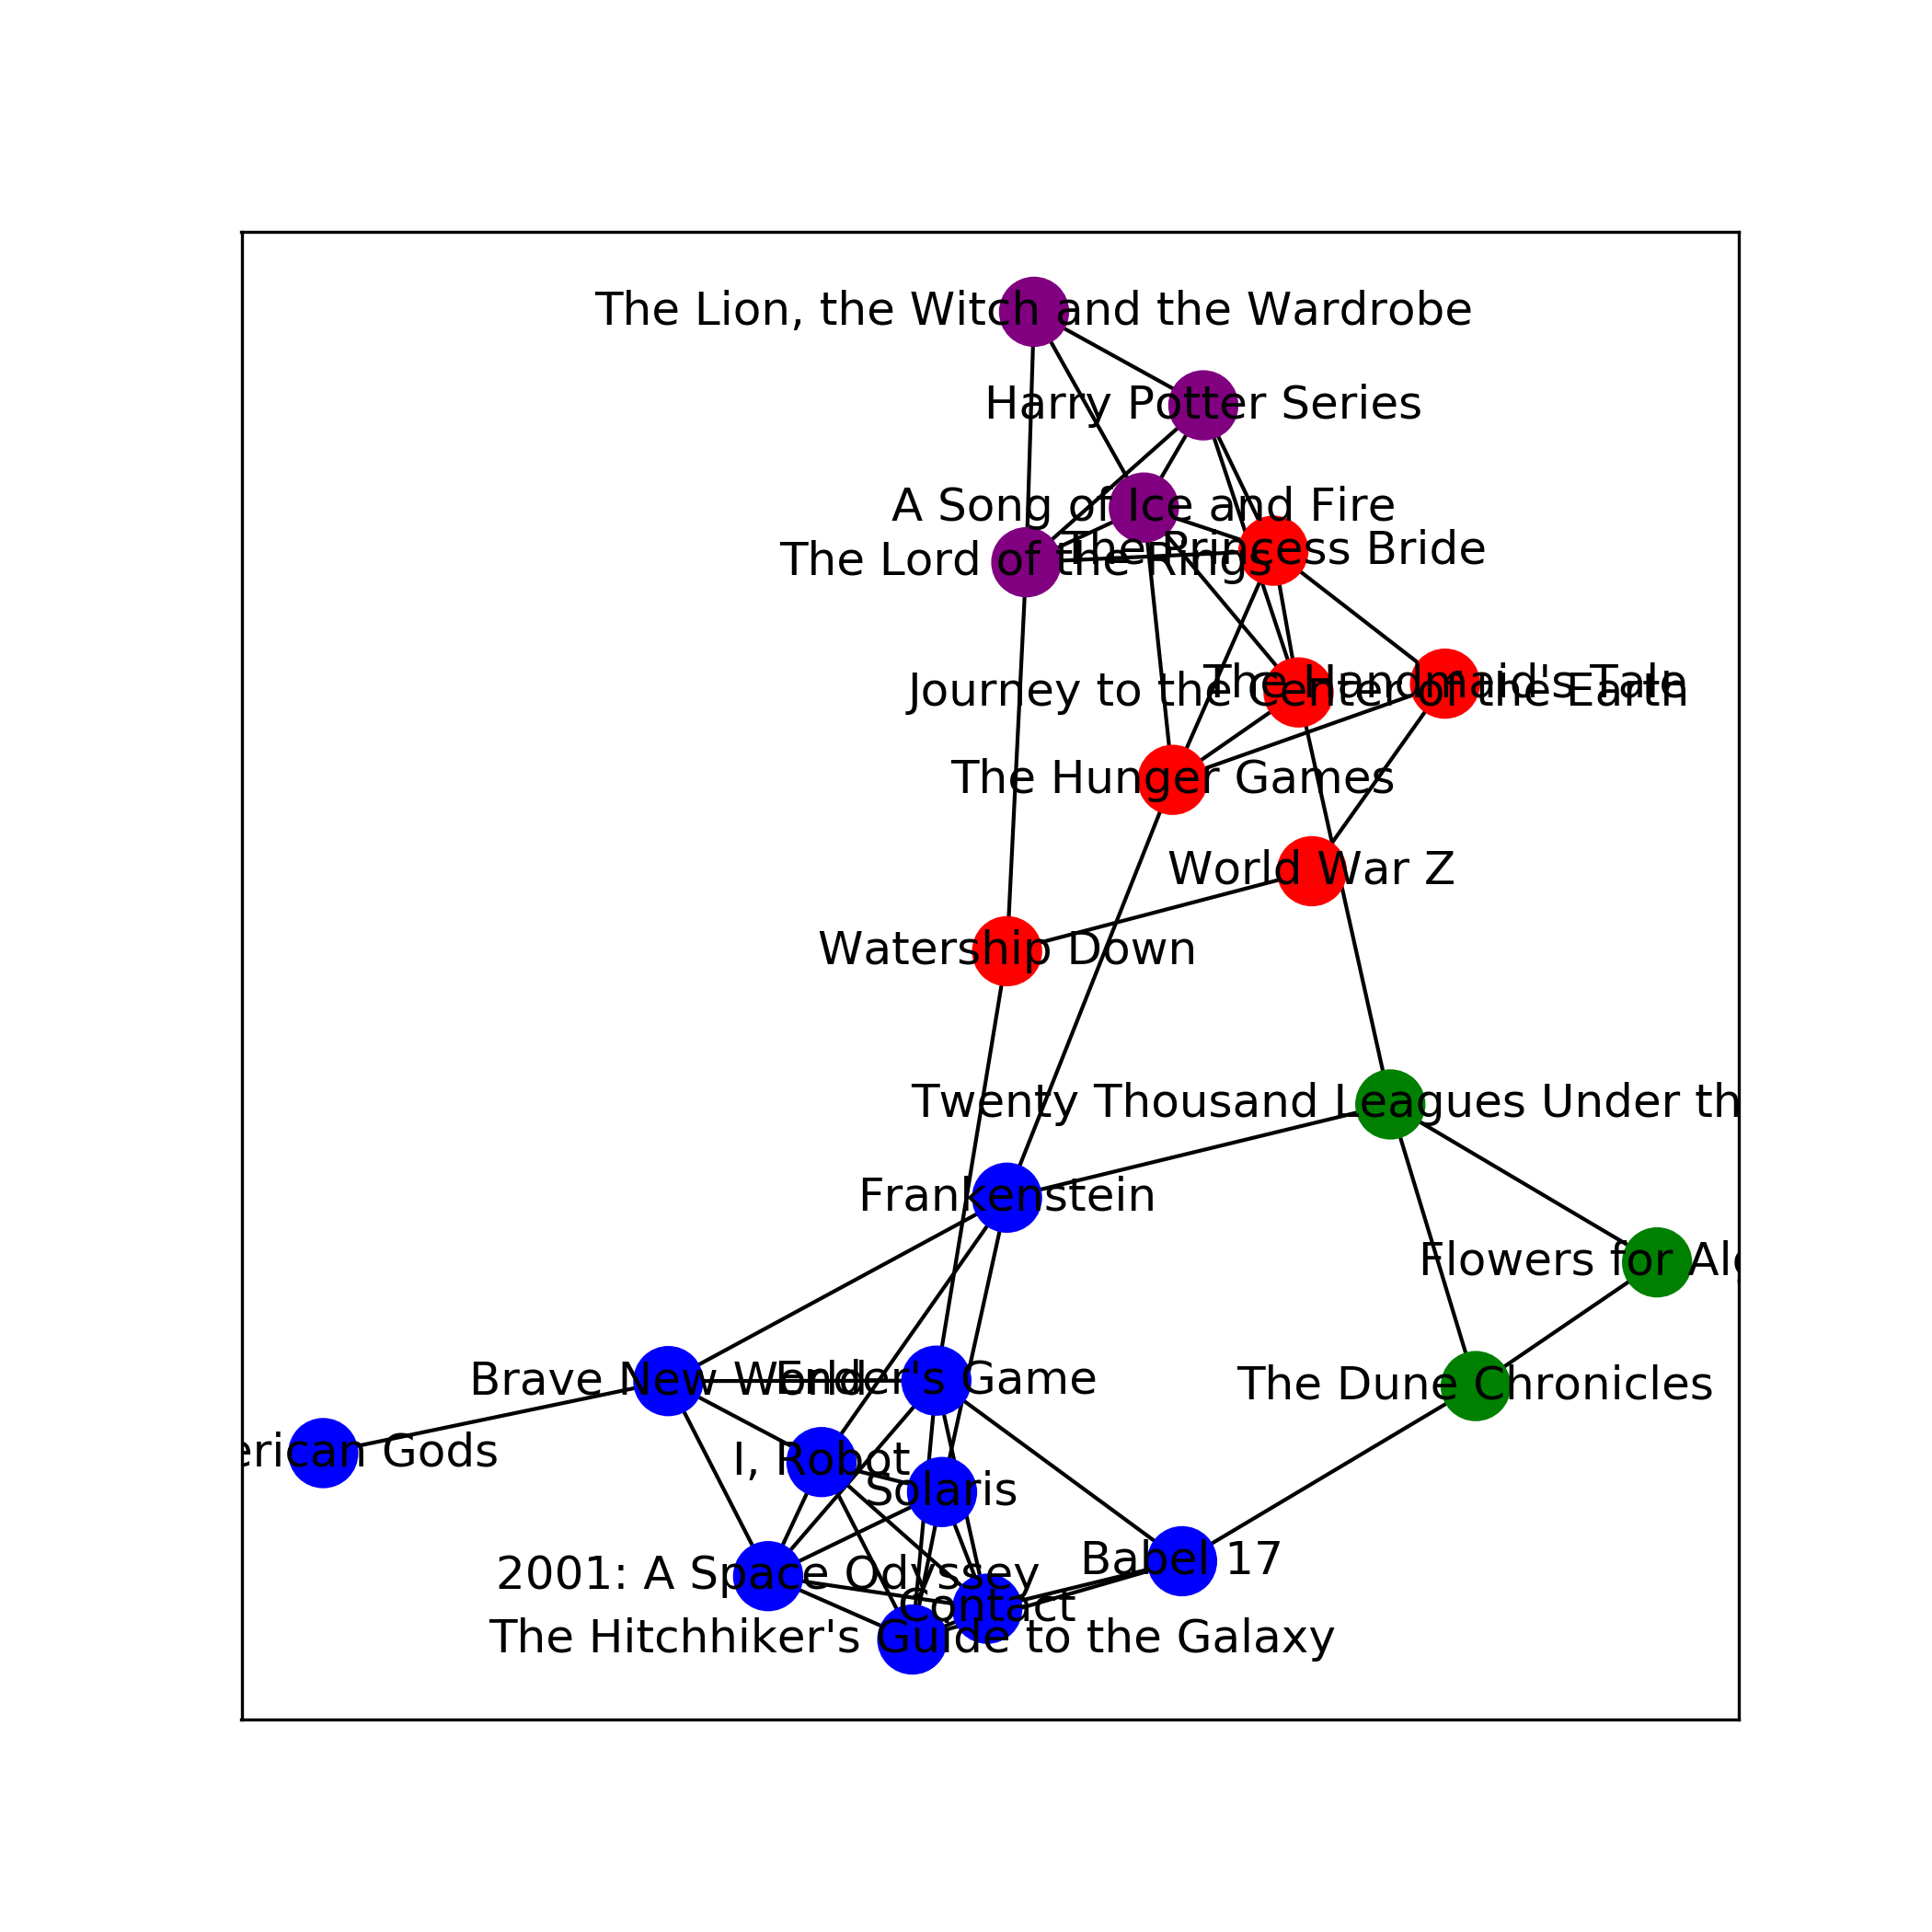 The Lion, the Witch and the Wardrobe
Harry Potter Series
A Song of Ice and Fire
The Princess Bride
The Lord of the Rings
The Handmaid's Tale
Journey to the Center of the Earth
The Hunger Games
World War Z
Watership Down
Twenty Thousand Leagues Under th
Frankenstein
Flowers for Alg
Brave New World
Ender's Game
The Dune Chronicles
erican Gods
I, Robot
Solaris
Babel 17
2001: A Space Odyssey
Contact
The Hitchhiker's Guide to the Galaxy